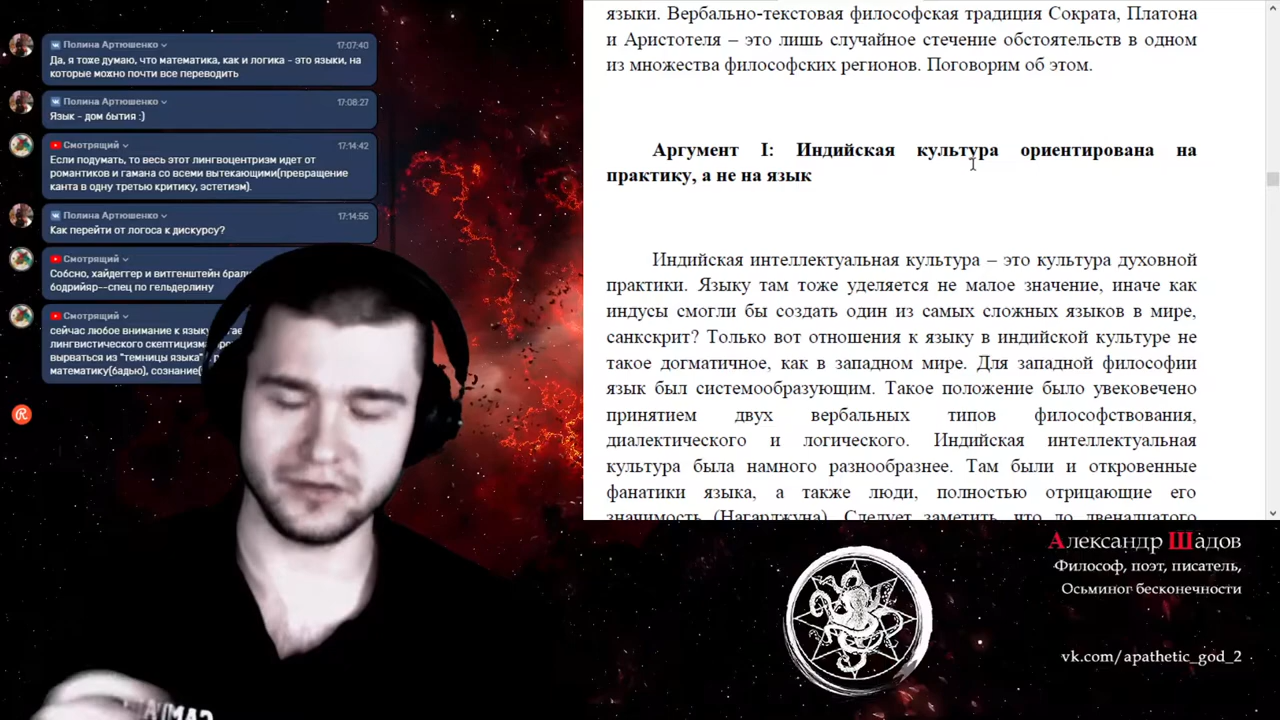 Полина Артюшенко
17:07:40
Да, я тоже думаю, что математика, как и логика - это языки, на
которые можно почти все переводить
Полина Артюшенко
17:08:27
Язык - дом бытия :)
Смотрящий
17:14:42
Если подумать, то весь этот лингвоцентризм идет от
романтиков и гамана со всеми вытекающими(превращение
канта в одну третью критику, эстетизм).
Полина Артюшенко
17:14:55
Как перейти от логоса к дискурсу?
Смотрящий
Собсно, хайдеггер и витгенштейн брали
бодрийяр--спец по гельдерлину
Смотрящий
сейчас любое внимание к языку
лингвистического скептицизма
вырваться из "темницы языка"
математику(бадью), сознание(
языки. Вербально-текстовая философская традиция Сократа, Платона
и Аристотеля – это лишь случайное стечение обстоятельств в одном
из множества философских регионов. Поговорим об этом.
Аргумент I: Индийская культура ориентирована на
практику, а не на язык
Индийская интеллектуальная культура – это культура духовной
практики. Языку там тоже уделяется не малое значение, иначе как
индусы смогли бы создать один из самых сложных языков в мире,
санскрит? Только вот отношения к языку в индийской культуре не
такое догматичное, как в западном мире. Для западной философии
язык был системообразующим. Такое положение было увековечено
принятием двух вербальных типов философствования,
диалектического и логического. Индийская интеллектуальная
культура была намного разнообразнее. Там были и откровенные
фанатики языка, а также люди, полностью отрицающие его
значимость (Нагарджуна). Следует заметить, что до двенадцатого
Александр Шадов
Философ, поэт, писатель,
Осьминог бесконечности
vk.com/apathetic_god_2